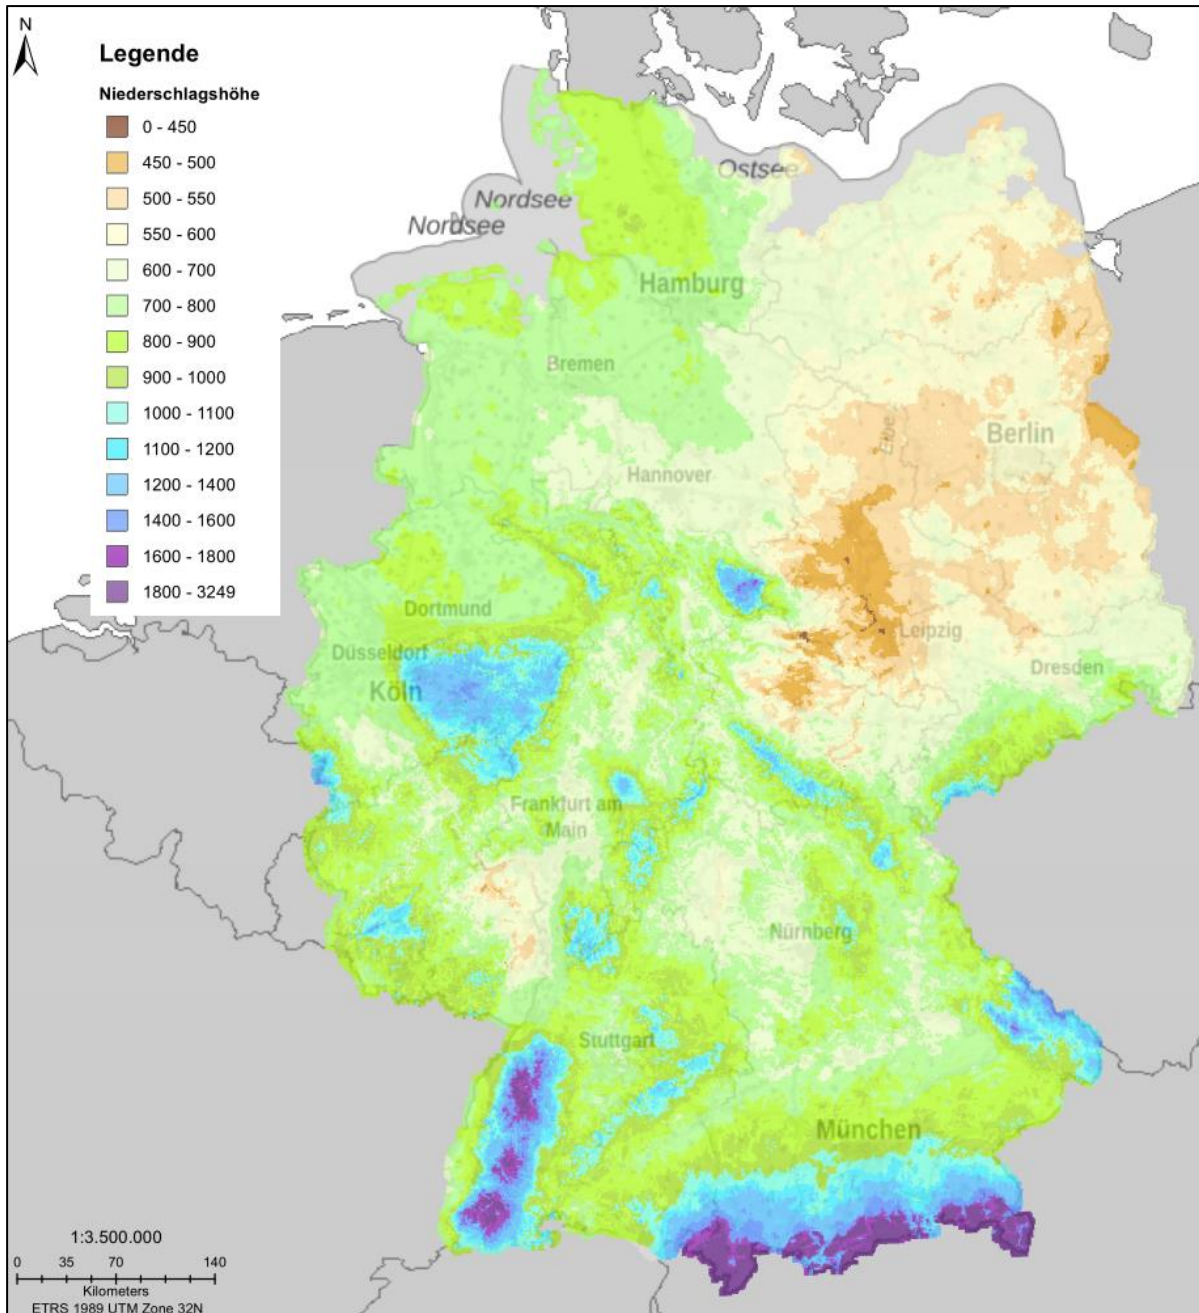 N
Legende
Niederschlagshöhe
0 - 450
450 - 500
500 - 550
550 - 600
600 - 700
700 - 800
800 - 900
900 - 1000
1000 - 1100
1100 - 1200
1200 - 1400
1400 - 1600
1600 - 1800
1800 - 3249
Ostsee
Nordsee
Nordsee
Hamburg
Bremen
Elbe
Berlin
Hannover
Dortmund
Leipzig
Düsseldorf
Dresden
Köln
Frankfurt am
Main
Nürnberg
Stuttgart
München
1:3.500.000
0 35 70 140
Kilometers
ETRS 1989 UTM Zone 32N